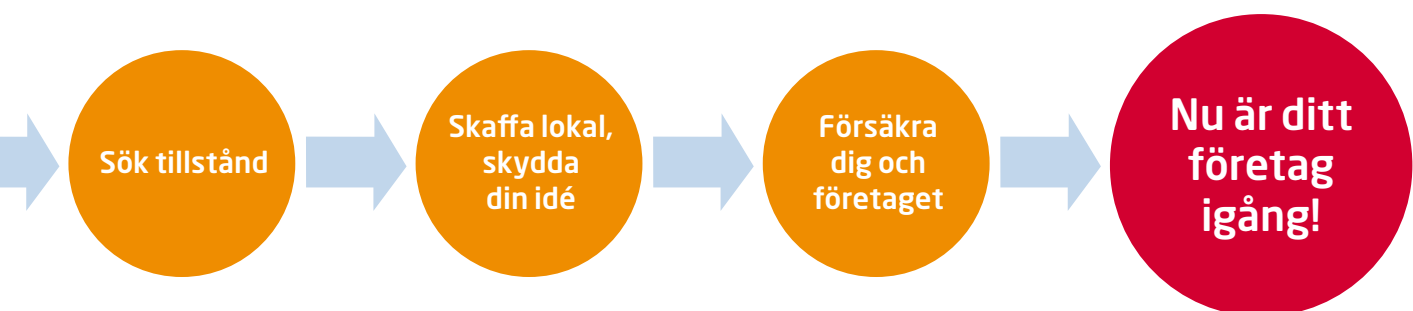 Sök tillstånd
Skaffa lokal,
skydda
din idé
Försäkra
dig och
företaget
Nu är ditt
företag
igång!